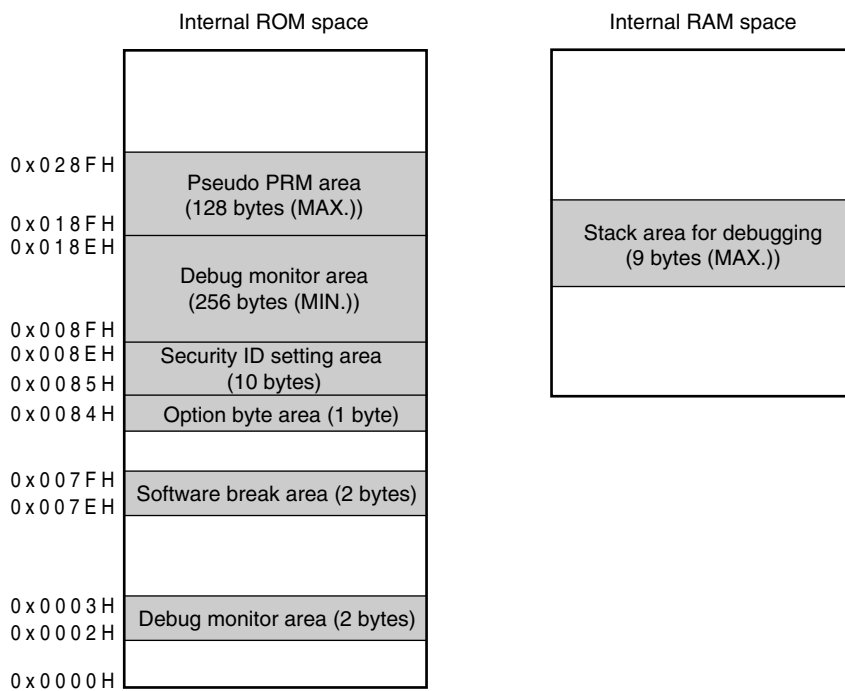 Internal ROM space
Internal RAM space
0x028FH
Pseudo PRM area
(128 bytes (MAX.))
0x018FH
0x018EH
Debug monitor area
(256 bytes (MIN.))
0x008FH
0x008EH
Security ID setting area
(10 bytes)
0x0085H
0x0084H
Option byte area (1 byte)
0x007FH
Software break area (2 bytes)
0x007EH
0x0003H
Debug monitor area (2 bytes)
0x0002H
0x0000H
Stack area for debugging
(9 bytes (MAX.))